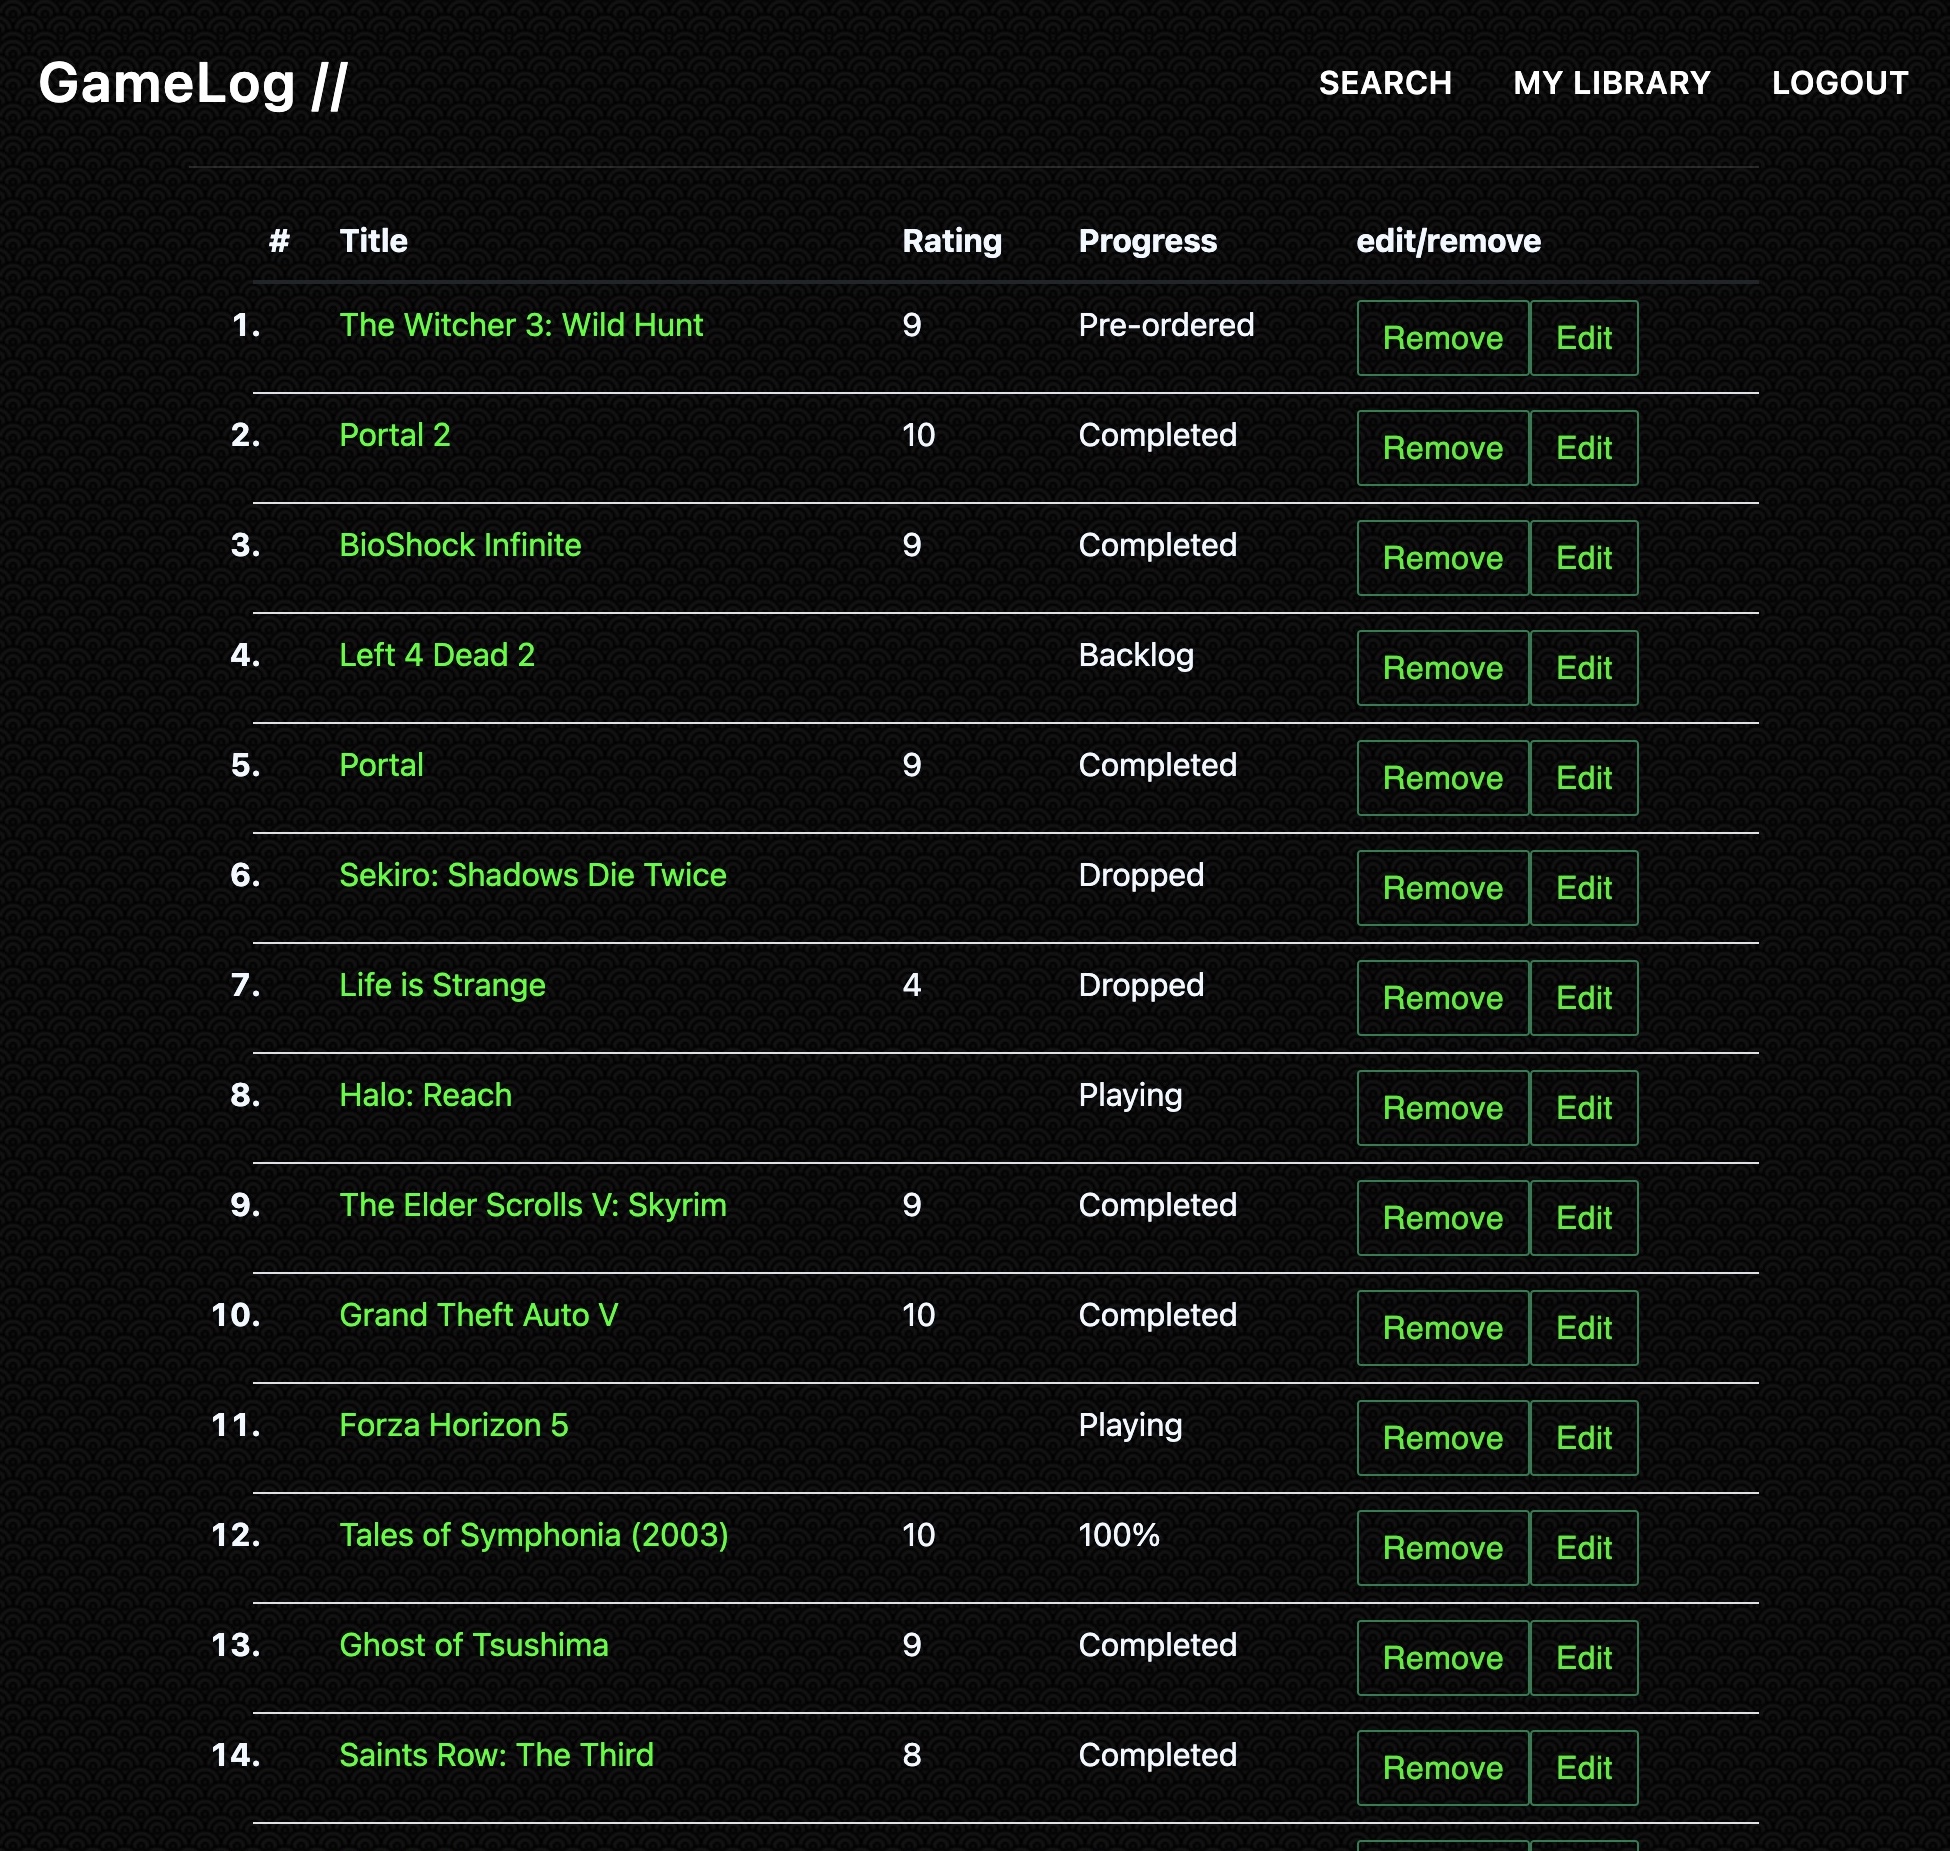 GameLog // SEARCH MY LIBRARY LOGOUT
# Title Rating Progress edit/remove
1. The Witcher 3: Wild Hunt 9 Pre-ordered Remove Edit
2. Portal 2 10 Completed Remove Edit
3. BioShock Infinite 9 Completed Remove Edit
4. Left 4 Dead 2 Backlog Remove Edit
5. Portal 9 Completed Remove Edit
6. Sekiro: Shadows Die Twice Dropped Remove Edit
7. Life is Strange 4 Dropped Remove Edit
8. Halo: Reach Playing Remove Edit
9. The Elder Scrolls V: Skyrim 9 Completed Remove Edit
10. Grand Theft Auto V 10 Completed Remove Edit
11. Forza Horizon 5 Playing Remove Edit
12. Tales of Symphonia (2003) 10 100% Remove Edit
13. Ghost of Tsushima 9 Completed Remove Edit
14. Saints Row: The Third 8 Completed Remove Edit